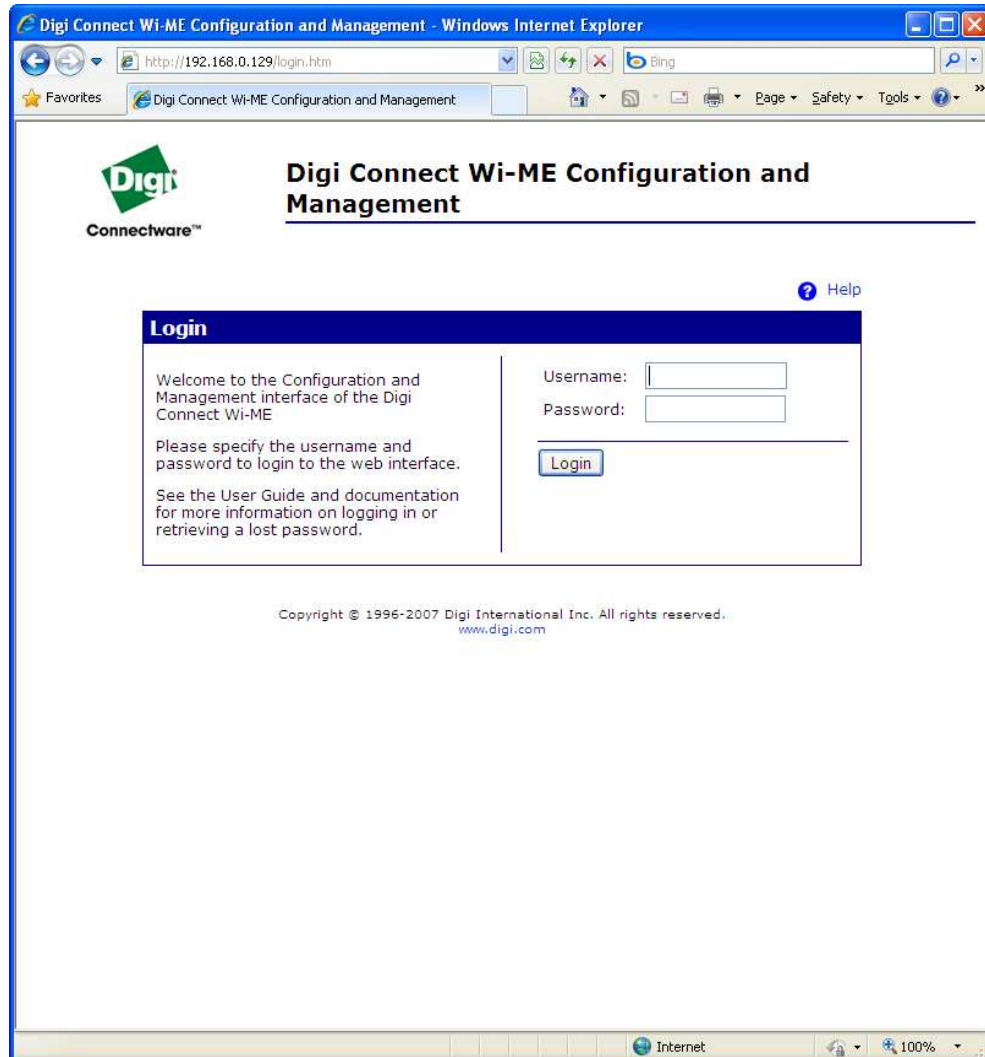 Digi Connect Wi-ME Configuration and Management - Windows Internet Explorer
http://192.168.0.129/login.htm
Bing
Favorites
Digi Connect Wi-ME Configuration and Management
Page
Safety
Tools
Digi
Connectware™
Digi Connect Wi-ME Configuration and
Management
Help
Login
Welcome to the Configuration and
Management interface of the Digi
Connect Wi-ME
Please specify the username and
password to login to the web interface.
See the User Guide and documentation
for more information on logging in or
retrieving a lost password.
Username:
Password:
Login
Copyright © 1996-2007 Digi International Inc. All rights reserved.
www.digi.com
Internet
100%